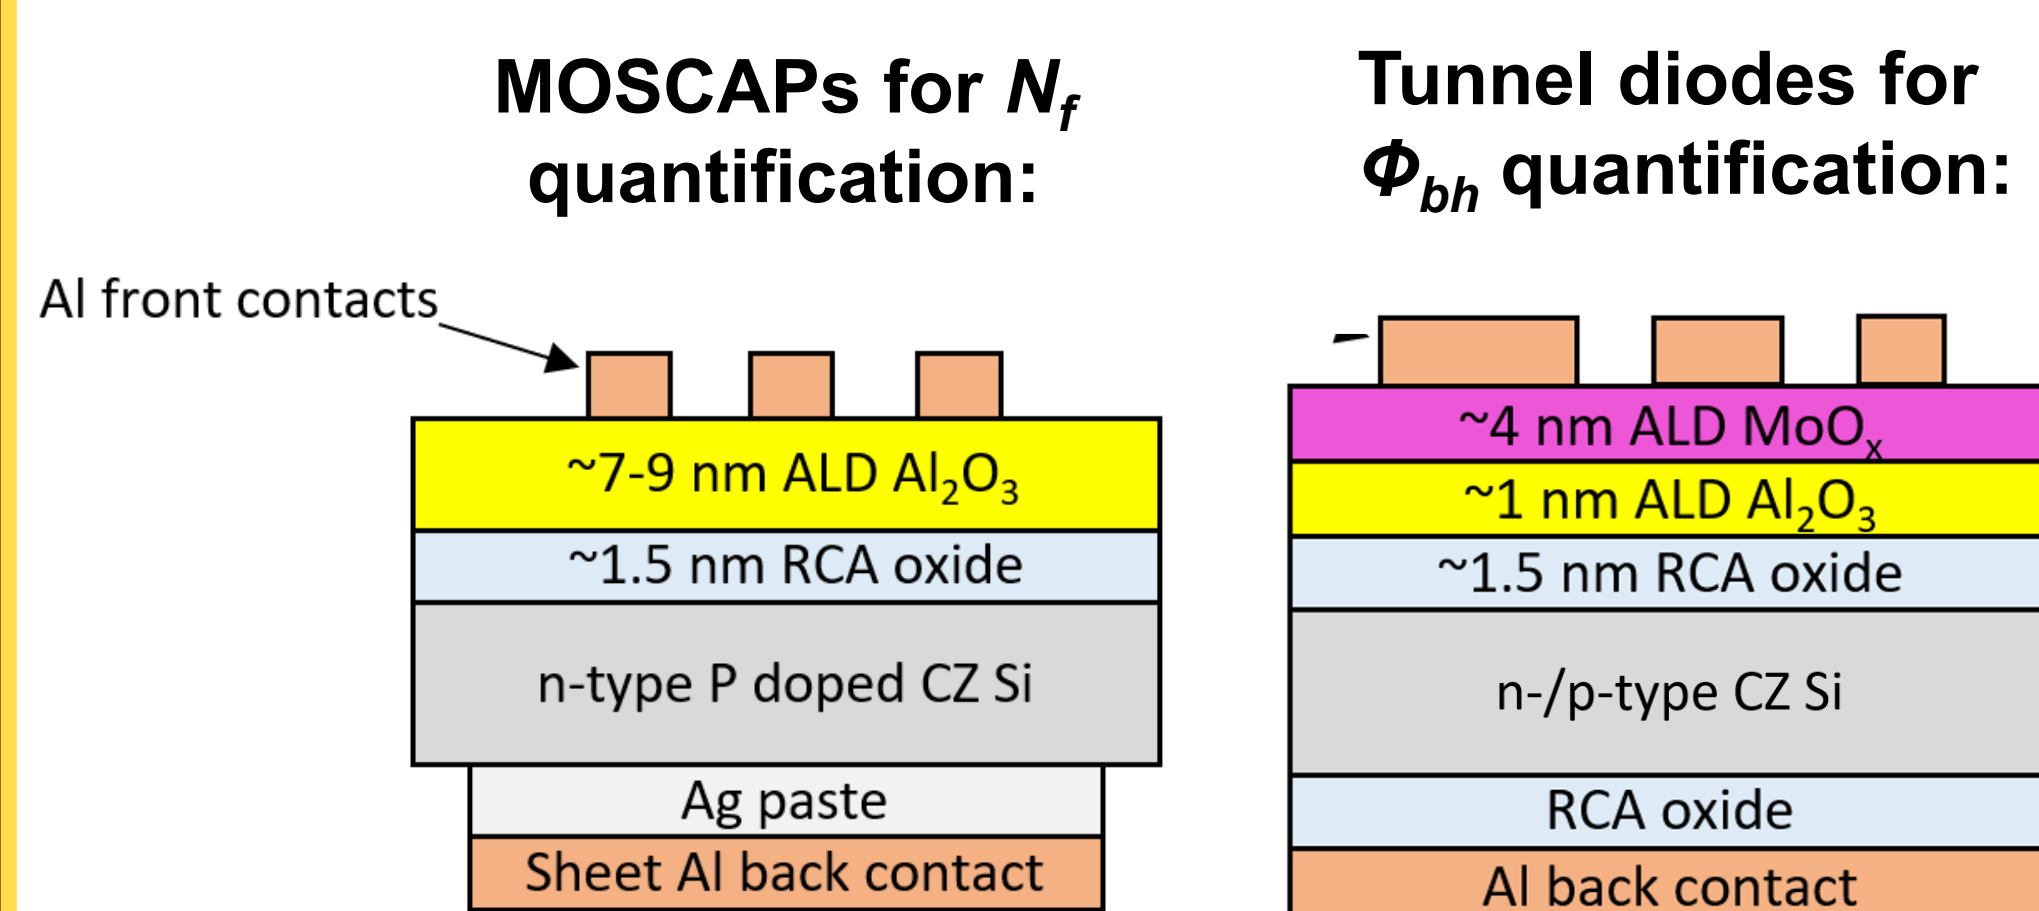 MOSCAPs for N_f
quantification:
Al front contacts
~7-9 nm ALD Al₂O₃
~1.5 nm RCA oxide
n-type P doped CZ Si
Ag paste
Sheet Al back contact
Tunnel diodes for
Φ_bh quantification:
~4 nm ALD MoOₓ
~1 nm ALD Al₂O₃
~1.5 nm RCA oxide
n-/p-type CZ Si
RCA oxide
Al back contact